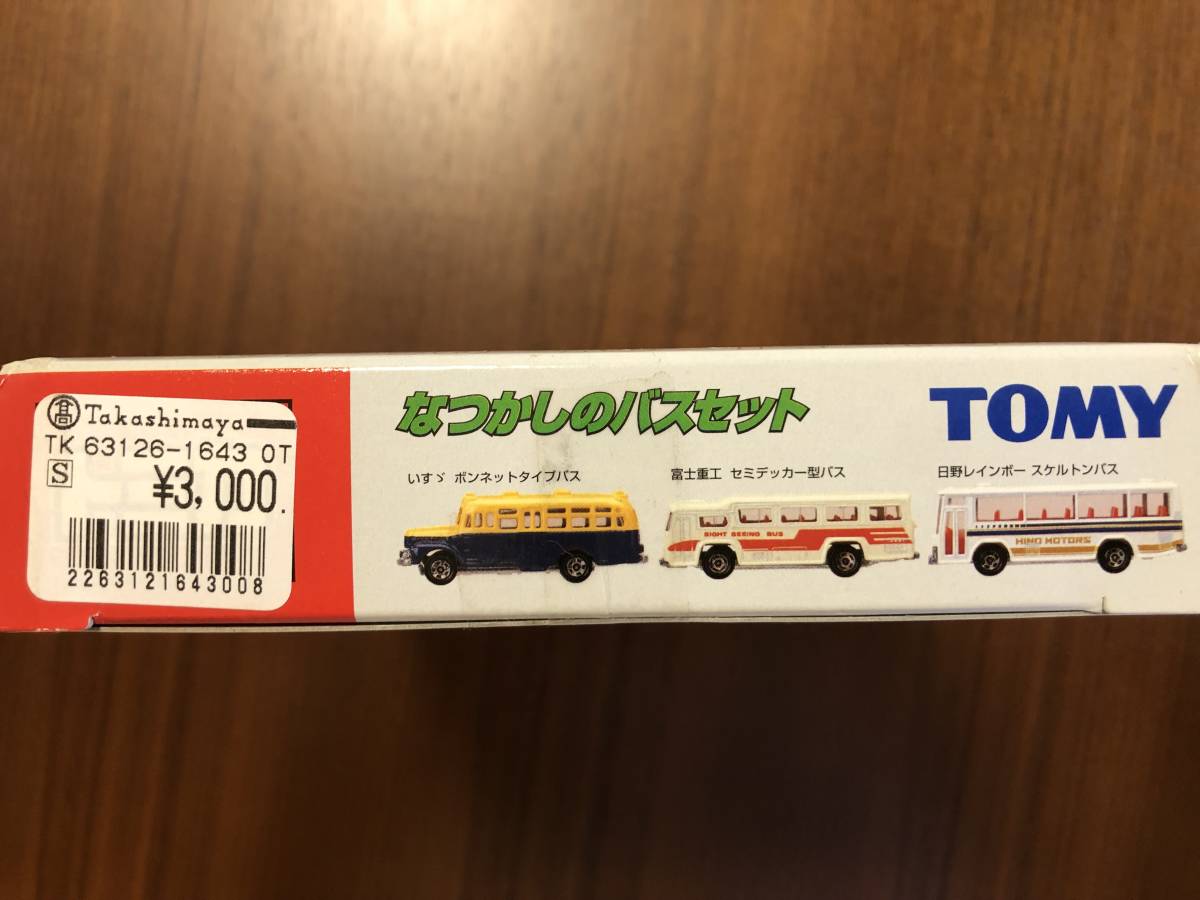 髙 Takashimaya
TK 63126-1643 OT
S
¥3,000.
2263121643008
なつかしのバスセット
TOMY
いすゞ ボンネットタイプバス
富士重工 セミデッカー型バス
日野レインボー スケルトンバス
SIGHT SEEING BUS
HINO MOTORS